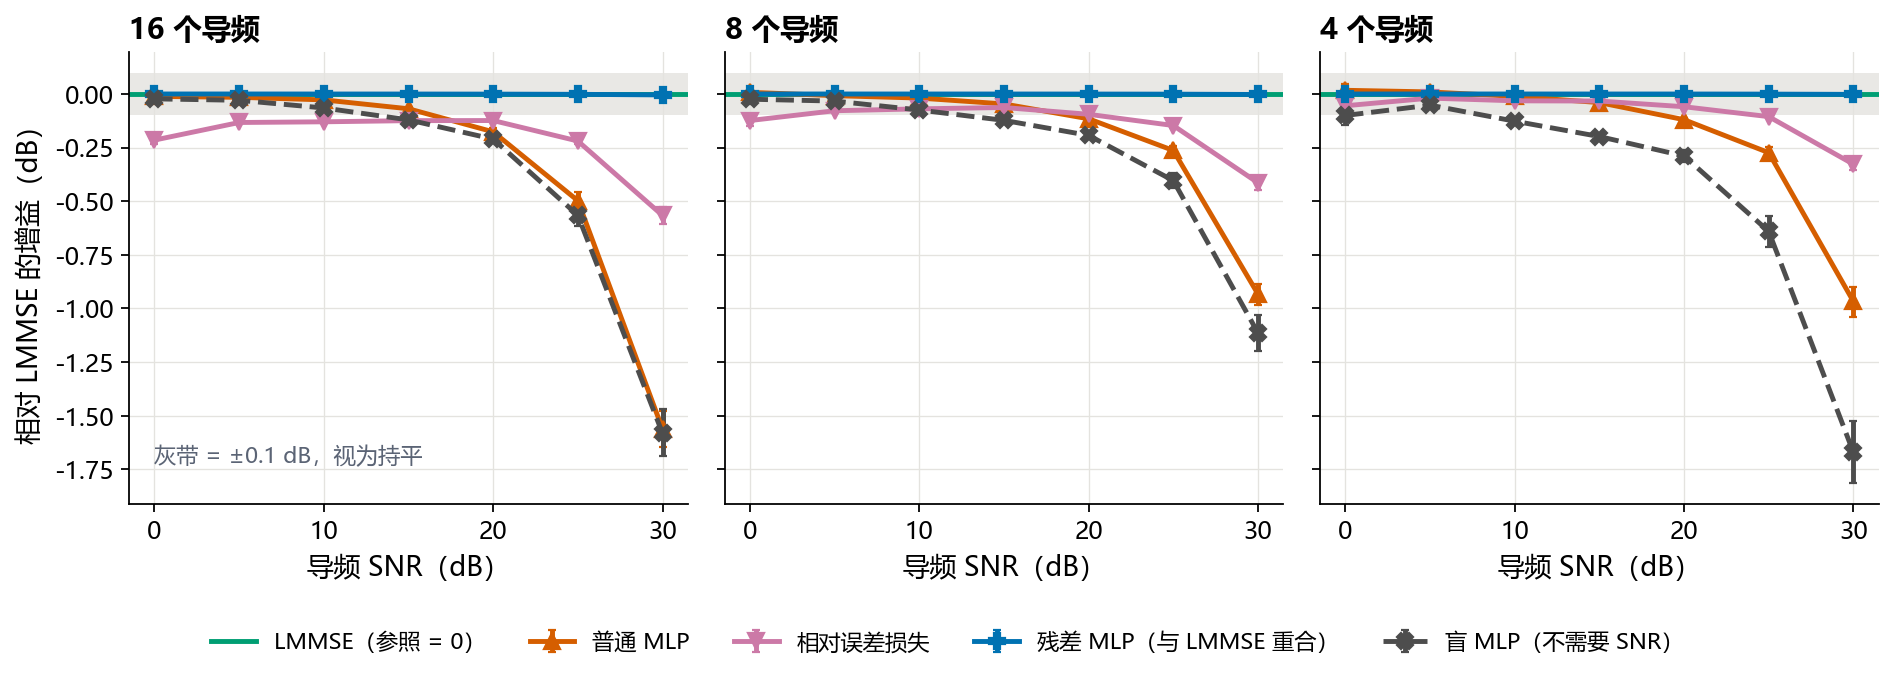 16 个导频
8 个导频
4 个导频
相对 LMMSE 的增益（dB）
0.00
-0.25
-0.50
-0.75
-1.00
-1.25
-1.50
-1.75
灰带 = ±0.1 dB，视为持平
0 10 20 30
0 10 20 30
0 10 20 30
导频 SNR（dB）
导频 SNR（dB）
导频 SNR（dB）
LMMSE（参照 = 0） 普通 MLP 相对误差损失 残差 MLP（与 LMMSE 重合） 盲 MLP（不需要 SNR）